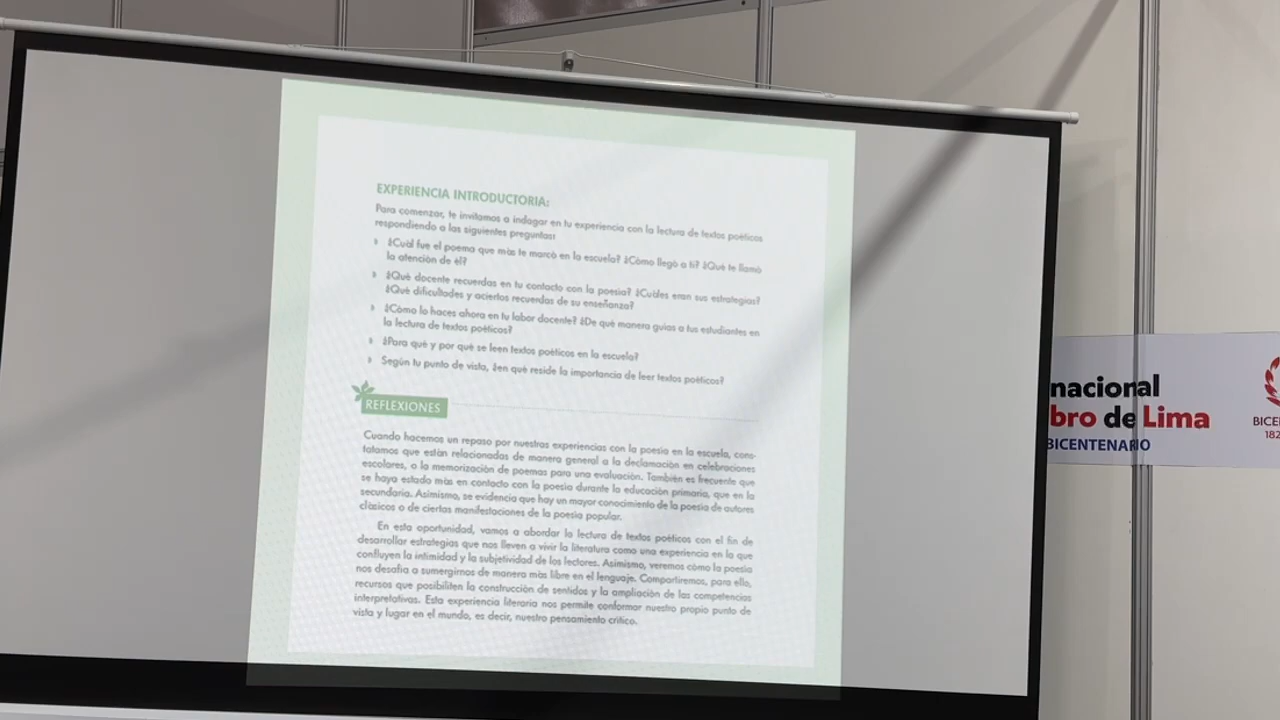 EXPERIENCIA INTRODUCTORIA:
Para comenzar, te invitamos a indagar en tu experiencia con la lectura de textos poéticos
respondiendo a las siguientes preguntas:
¿Cuál fue el poema que más te marcó en la escuela? ¿Cómo llegó a ti? ¿Qué te llamó
la atención de él?
¿Qué docente recuerdas en tu contacto con la poesía? ¿Cuáles eran sus estrategias?
¿Qué dificultades y aciertos recuerdas de su enseñanza?
¿Cómo lo haces ahora en tu labor docente? ¿De qué manera guías a tus estudiantes en
la lectura de textos poéticos?
¿Para qué y por qué se leen textos poéticos en la escuela?
Según tu punto de vista, ¿en qué reside la importancia de leer textos poéticos?
REFLEXIONES
Cuando hacemos un repaso por nuestras experiencias con la poesía en la escuela, cons-
tatamos que están relacionadas de manera general a la declamación en celebraciones
escolares, o la memorización de poemas para una evaluación. También es frecuente que
se haya estado más en contacto con la poesía durante la educación primaria, que en la
secundaria. Asimismo, se evidencia que hay un mayor conocimiento de la poesía de autores
clásicos o de ciertas manifestaciones de la poesía popular.
En esta oportunidad, vamos a abordar la lectura de textos poéticos con el fin de
desarrollar estrategias que nos lleven a vivir la literatura como una experiencia en la que
confluyen la intimidad y la subjetividad de los lectores. Asimismo, veremos cómo la poesía
nos desafía a sumergirnos de manera más libre en el lenguaje. Compartiremos, para ello,
recursos que posibiliten la construcción de sentidos y la ampliación de las competencias
interpretativas. Esta experiencia literaria nos permite conformar nuestro propio punto de
vista y lugar en el mundo, es decir, nuestro pensamiento crítico.
nacional
bro de Lima
BICENTENARIO
BICE
182